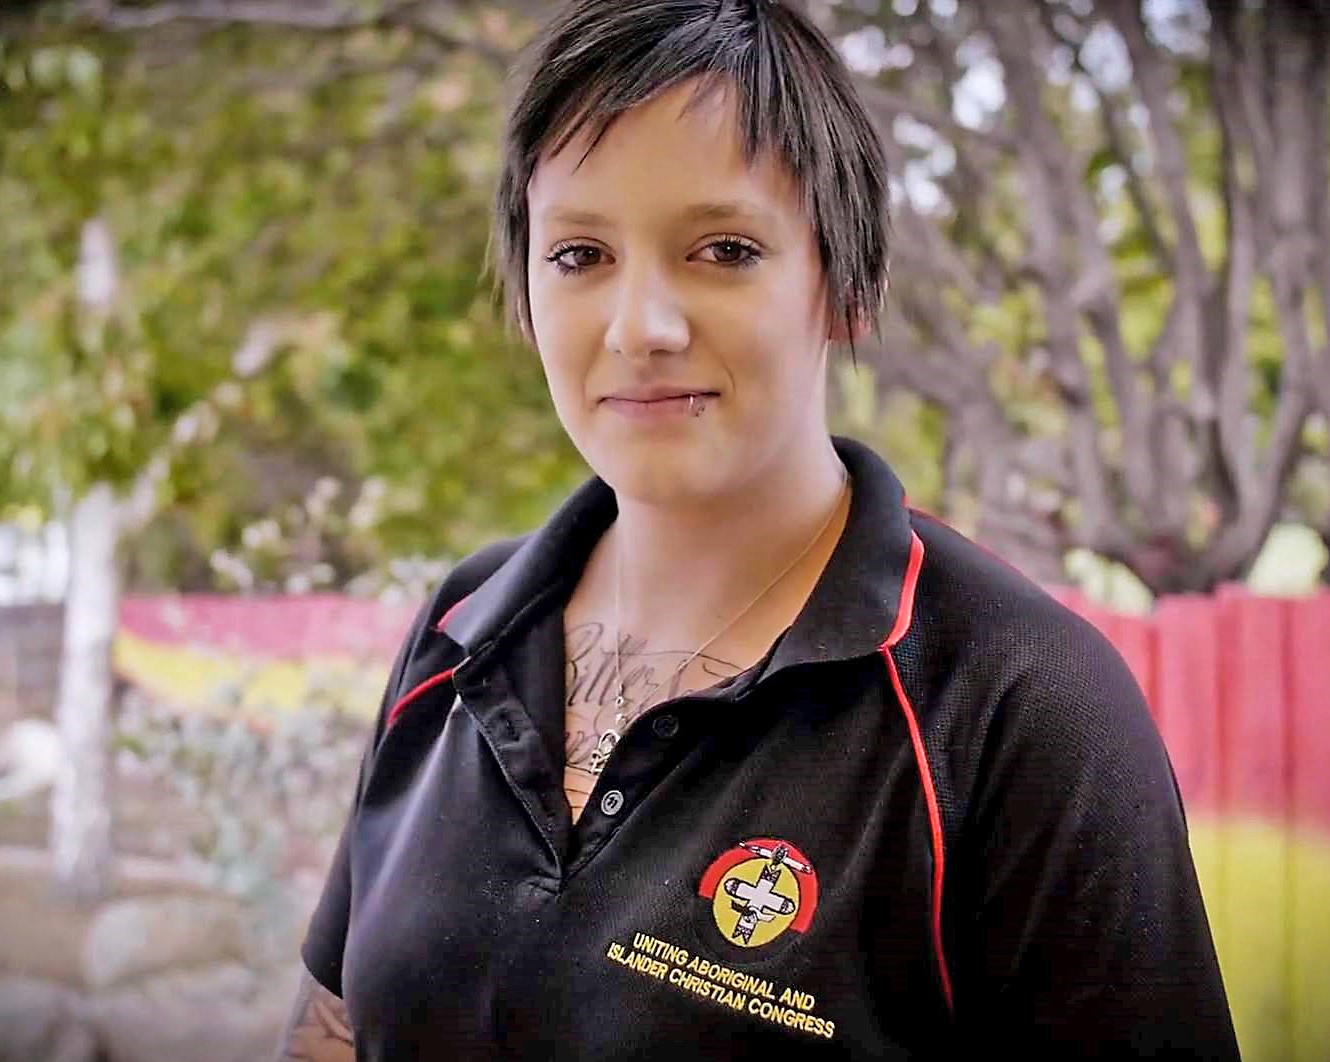 UNITING ABORIGINAL AND
ISLANDER CHRISTIAN CONGRESS